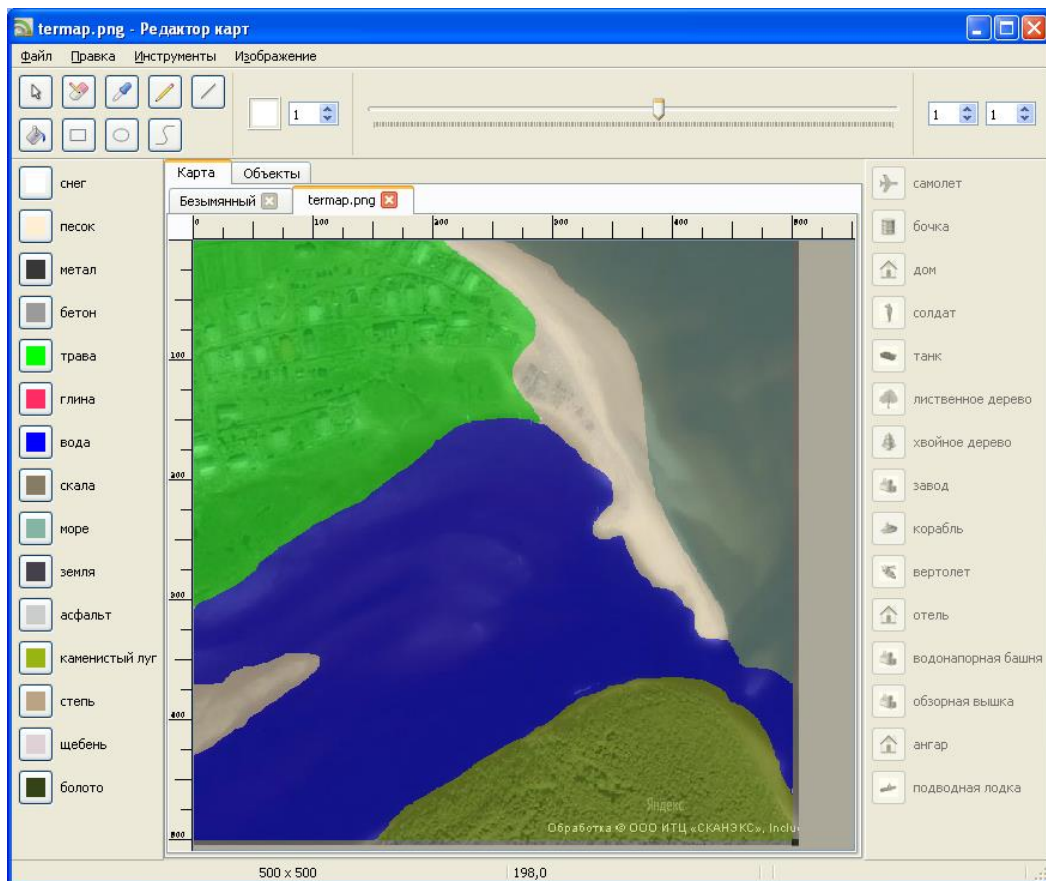 termap.png - Редактор карт
Файл Правка Инструменты Изображение
1
1 1
Карта Объекты
Безымянный termap.png
0 100 200 300 400 500
100
200
300
400
500
снег
песок
метал
бетон
трава
глина
вода
скала
море
земля
асфальт
каменистый луг
степь
щебень
болото
самолет
бочка
дом
солдат
танк
лиственное дерево
хвойное дерево
завод
корабль
вертолет
отель
водонапорная башня
обзорная вышка
ангар
подводная лодка
Яндекс
Обработка © ООО ИТЦ «СКАНЭКС», Inclu
500 x 500 198,0